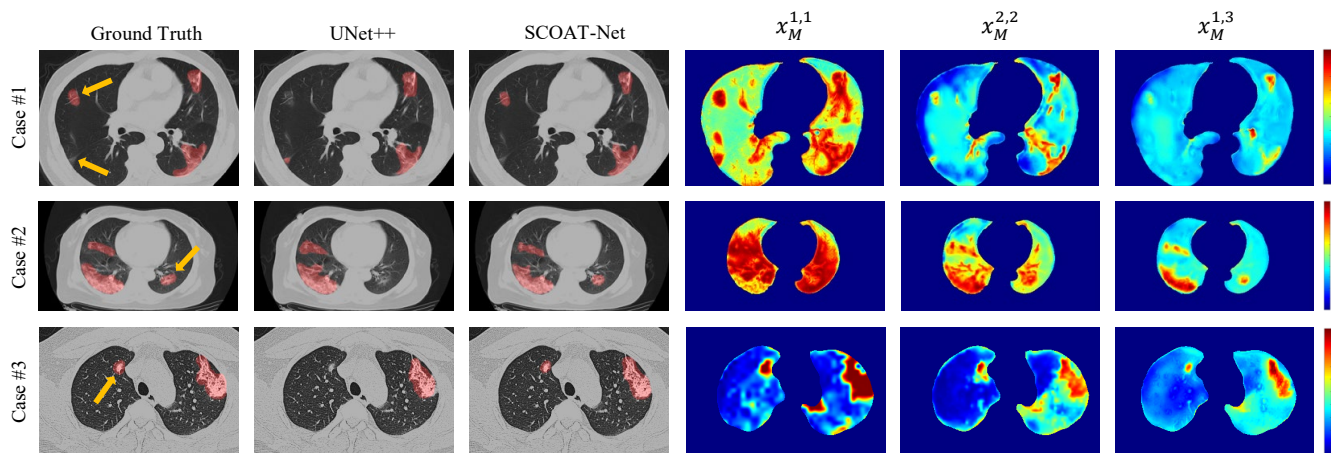 Ground Truth UNet++ SCOAT-Net $x_M^{1,1}$ $x_M^{2,2}$ $x_M^{1,3}$
Case #1
Case #2
Case #3